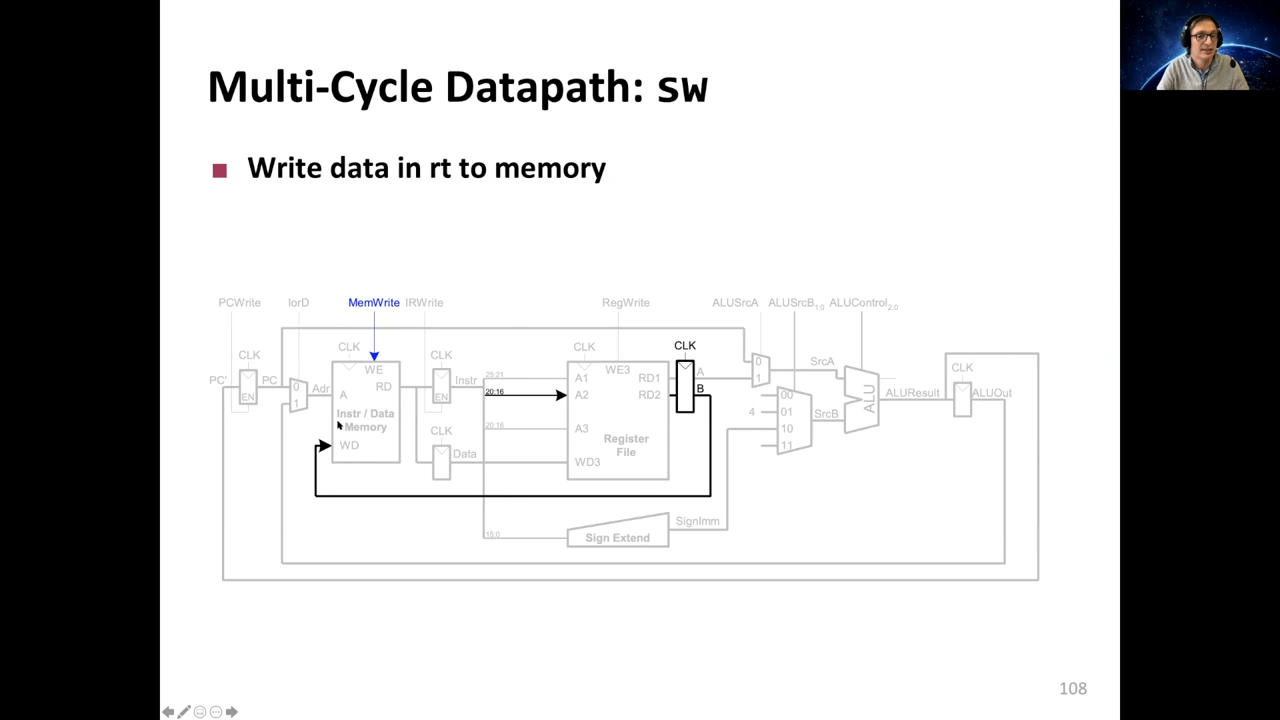 Multi-Cycle Datapath: sw
Write data in rt to memory
PCWrite IorD MemWrite IRWrite RegWrite ALUSrcA ALUSrcB1:0 ALUControl2:0
CLK CLK CLK CLK CLK CLK
PC' PC EN 0 1 Adr A WE RD Instr / Data Memory WD
EN Instr 25:21 20:16 20:16 15:0
CLK Data
A1 A2 A3 WD3 WE3 RD1 RD2 Register File
A B 0 1 SrcA
4 00 01 10 11 SrcB
ALU ALUResult ALUOut
SignImm
Sign Extend
108